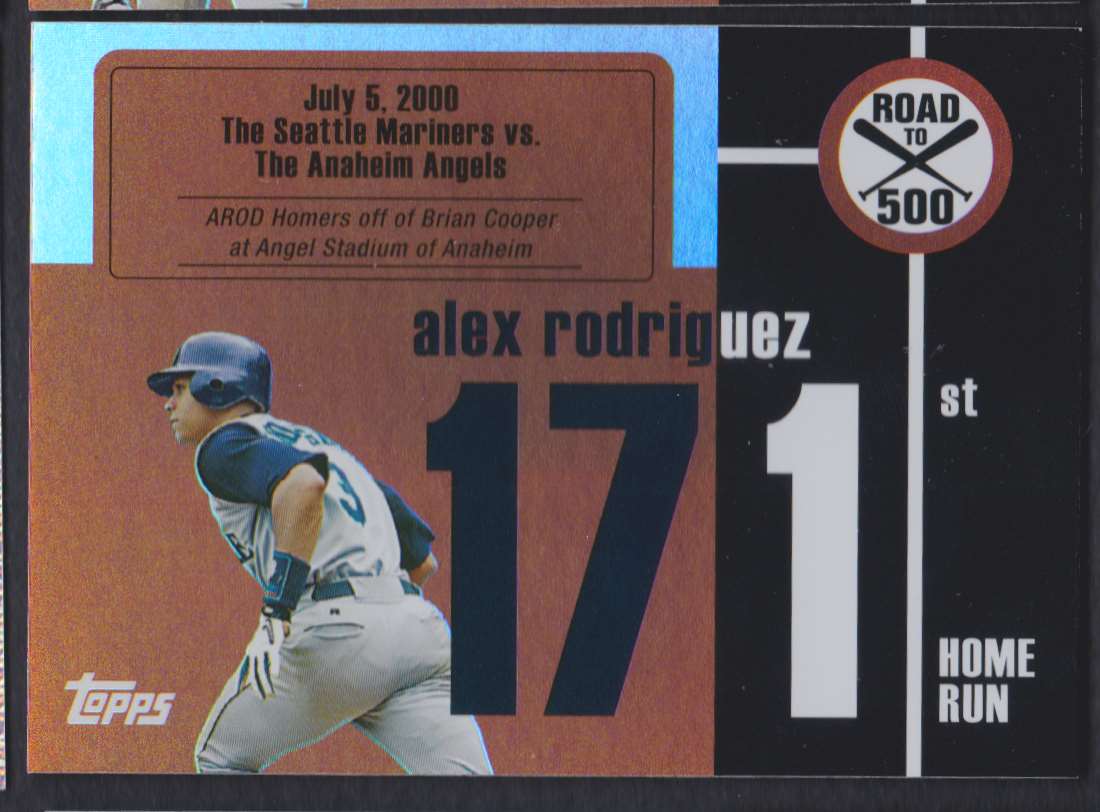 July 5, 2000
The Seattle Mariners vs.
The Anaheim Angels
AROD Homers off of Brian Cooper
at Angel Stadium of Anaheim
ROAD
TO
500
alex rodriguez
171
st
HOME
RUN
3
topps